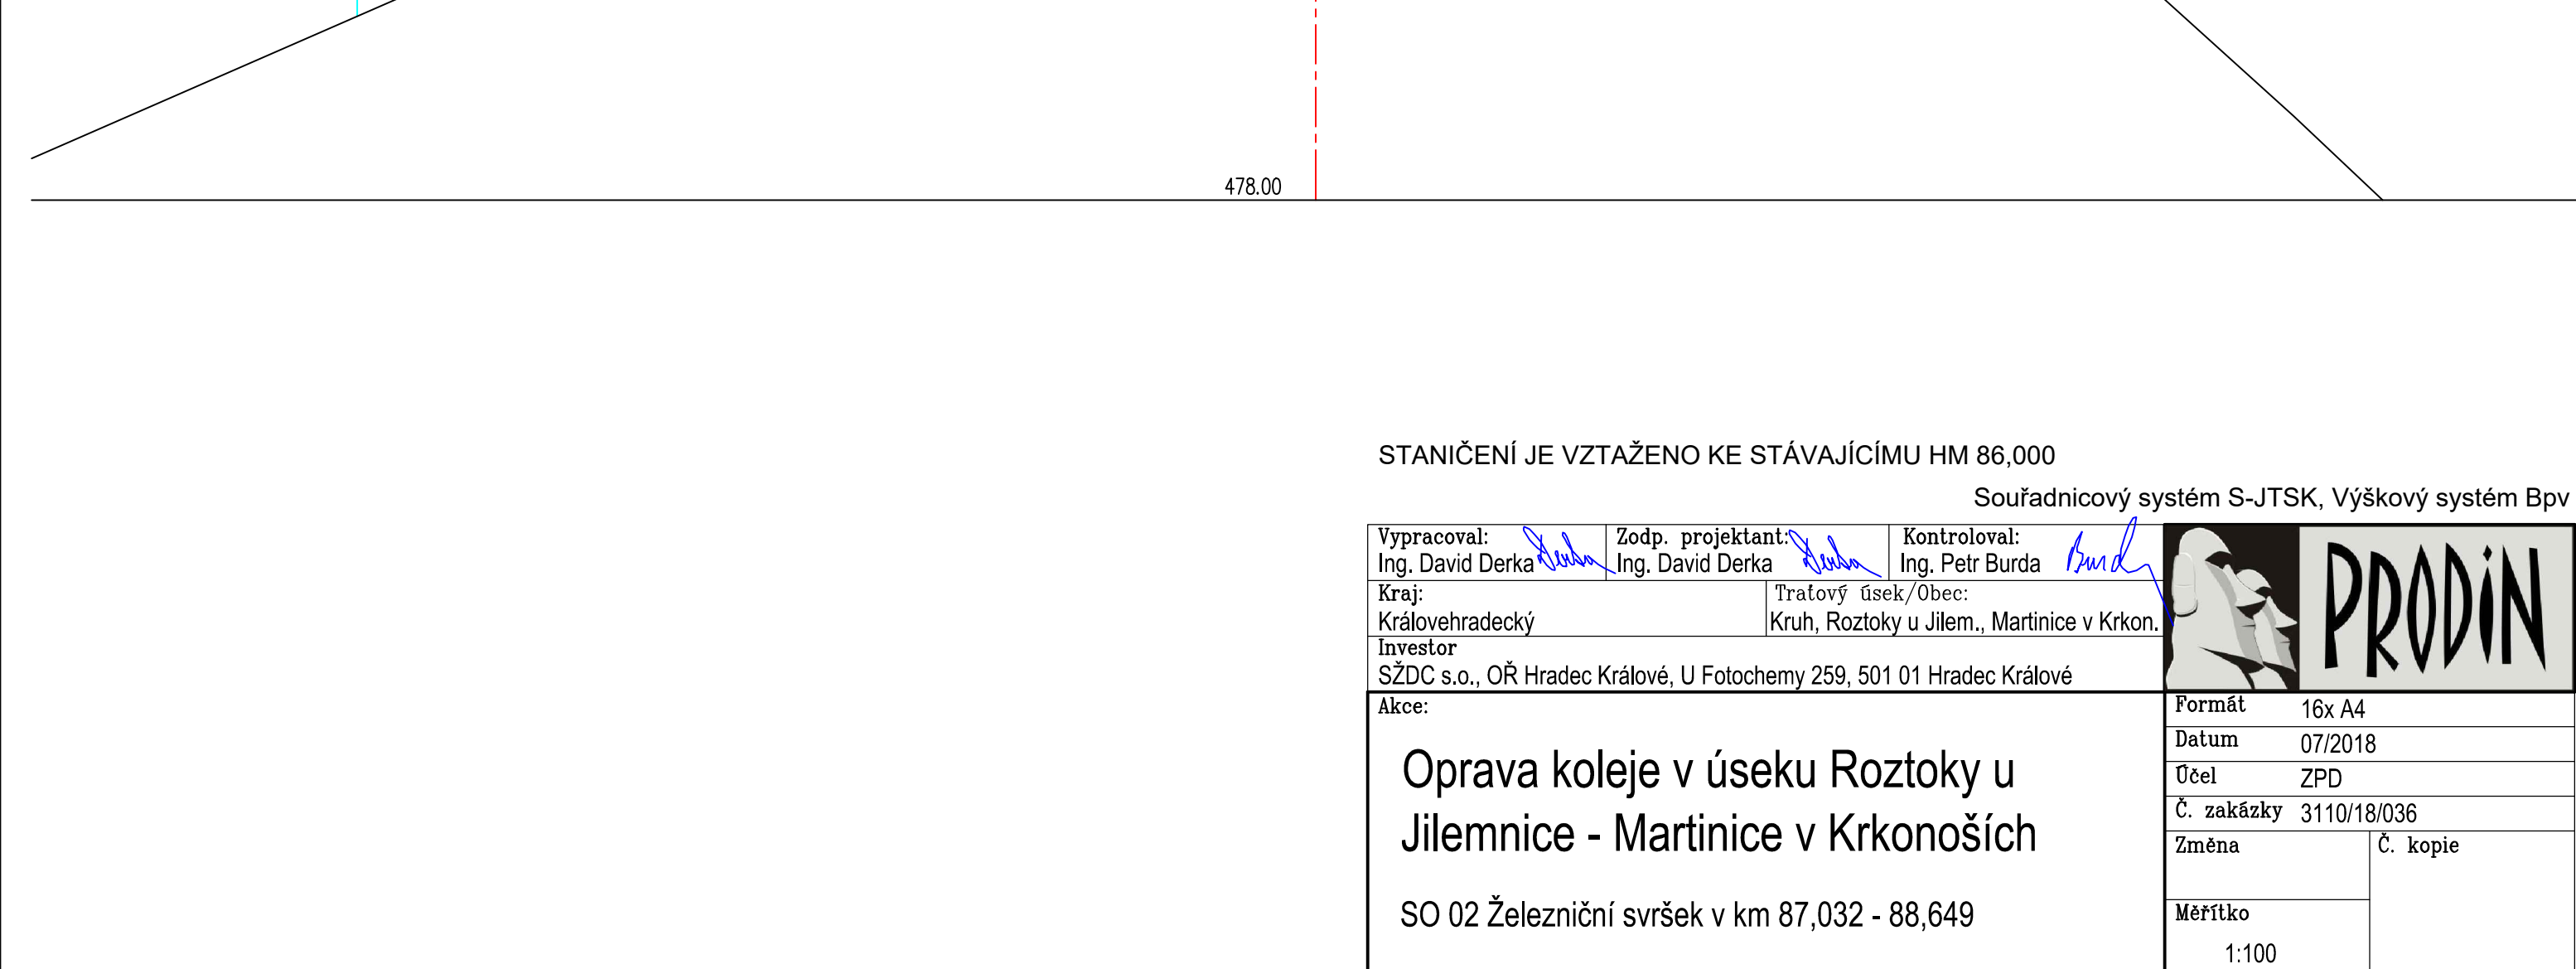 478.00
STANIČENÍ JE VZTAŽENO KE STÁVAJÍCÍMU HM 86,000
Souřadnicový systém S-JTSK, Výškový systém Bpv
Vypracoval:
Ing. David Derka
Zodp. projektant:
Ing. David Derka
Kontroloval:
Ing. Petr Burda
Kraj:
Královehradecký
Traťový úsek/Obec:
Kruh, Roztoky u Jilem., Martinice v Krkon.
Investor
SŽDC s.o., OŘ Hradec Králové, U Fotochemy 259, 501 01 Hradec Králové
PRODIN
Akce:
Oprava koleje v úseku Roztoky u
Jilemnice - Martinice v Krkonoších
SO 02 Železniční svršek v km 87,032 - 88,649
Formát 16x A4
Datum 07/2018
Účel ZPD
Č. zakázky 3110/18/036
Změna
Č. kopie
Měřítko
1:100